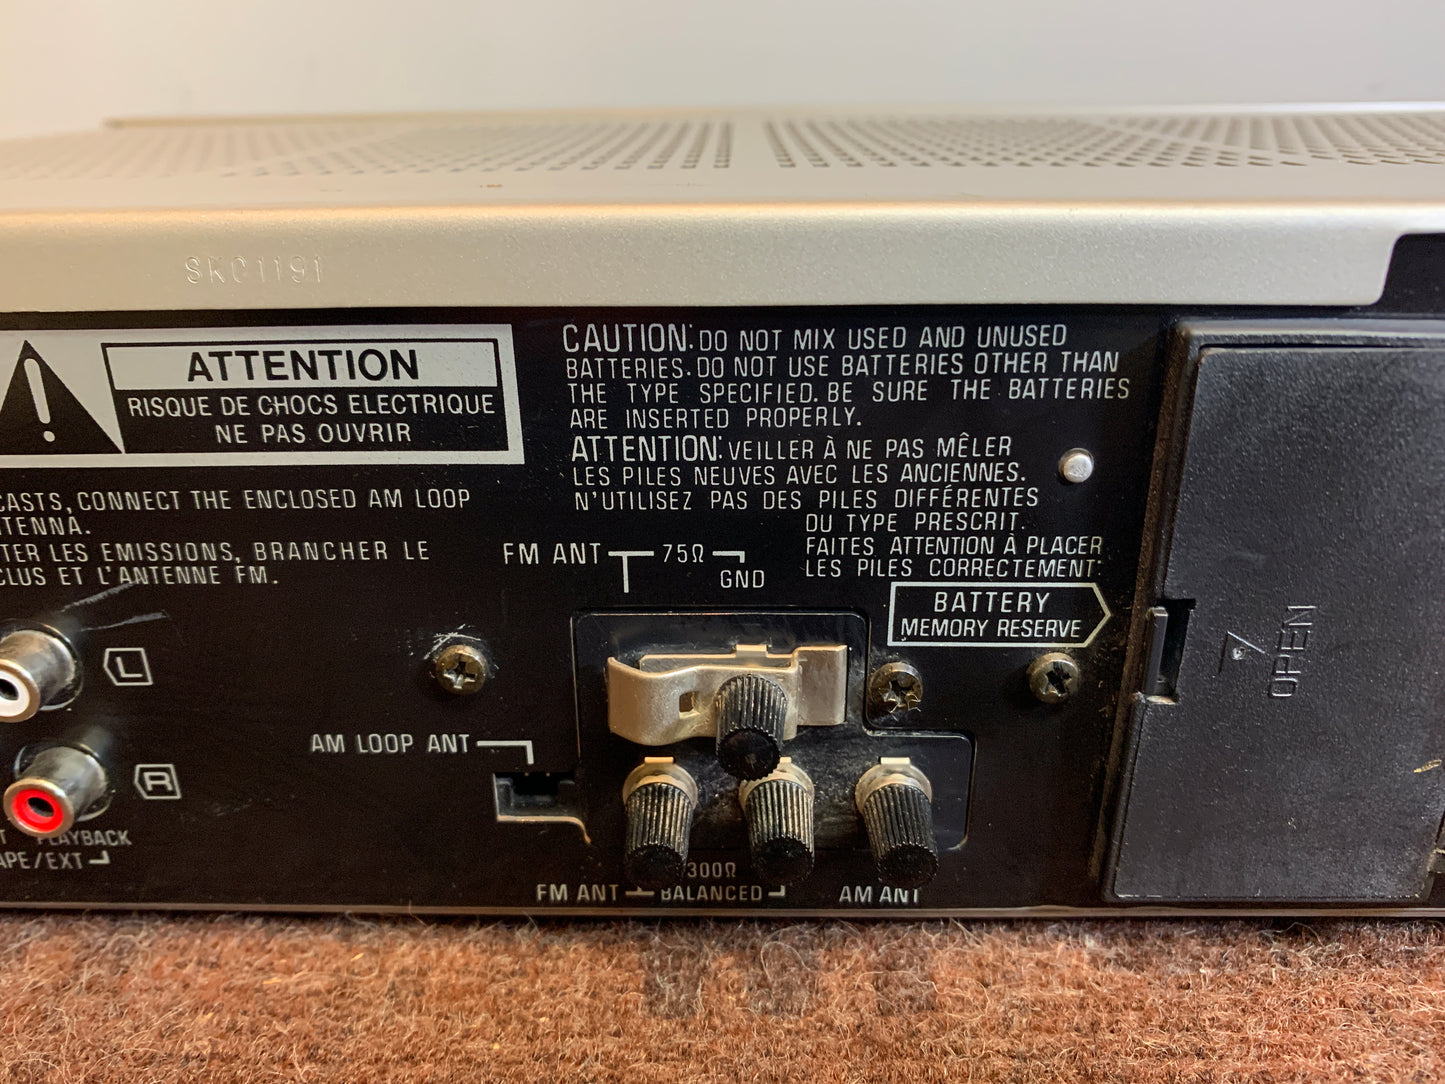 SKC1191
ATTENTION
RISQUE DE CHOCS ELECTRIQUE
NE PAS OUVRIR
CASTS, CONNECT THE ENCLOSED AM LOOP
TENNA.
TER LES EMISSIONS, BRANCHER LE
CLUS ET L'ANTENNE FM.
CAUTION: DO NOT MIX USED AND UNUSED
BATTERIES. DO NOT USE BATTERIES OTHER THAN
THE TYPE SPECIFIED. BE SURE THE BATTERIES
ARE INSERTED PROPERLY.
ATTENTION: VEILLER À NE PAS MÊLER
LES PILES NEUVES AVEC LES ANCIENNES.
N'UTILISEZ PAS DES PILES DIFFÉRENTES
DU TYPE PRESCRIT.
FAITES ATTENTION À PLACER
LES PILES CORRECTEMENT.
FM ANT 75Ω
GND
BATTERY
MEMORY RESERVE
OPEN
L
AM LOOP ANT
R
T PLAYBACK
APE/EXT
300Ω
FM ANT BALANCED
AM ANT